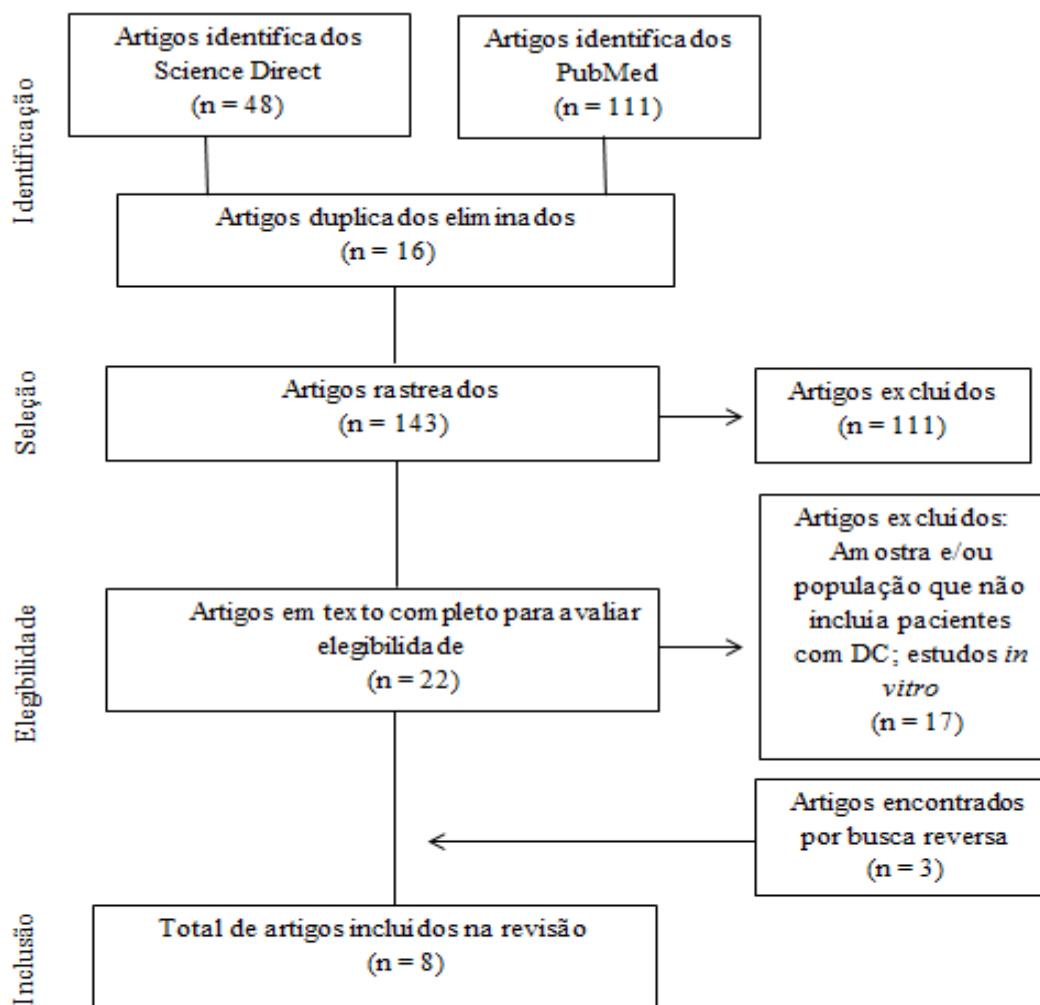 Identificação
Artigos identificados
Science Direct
(n = 48)
Artigos identificados
PubMed
(n = 111)
Artigos duplicados eliminados
(n = 16)
Seleção
Artigos rastreados
(n = 143)
Artigos excluídos
(n = 111)
Elegibilidade
Artigos em texto completo para avaliar
elegibilidade
(n = 22)
Artigos excluídos:
Amostra e/ou
população que não
incluía pacientes
com DC; estudos in
vitro
(n = 17)
Artigos encontrados
por busca reversa
(n = 3)
Inclusão
Total de artigos incluídos na revisão
(n = 8)